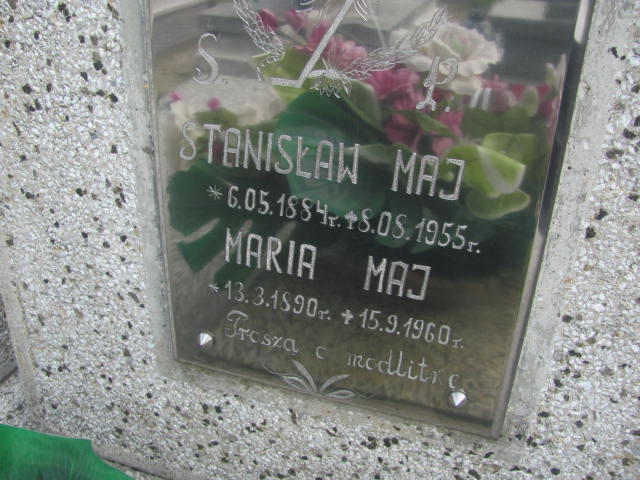 Ś. P.
STANISŁAW MAJ
* 6.05.1884r. ✝ 8.08.1955r.
MARIA MAJ
* 13.3.1890r. ✝ 15.9.1960r.
Proszą o modlitwę